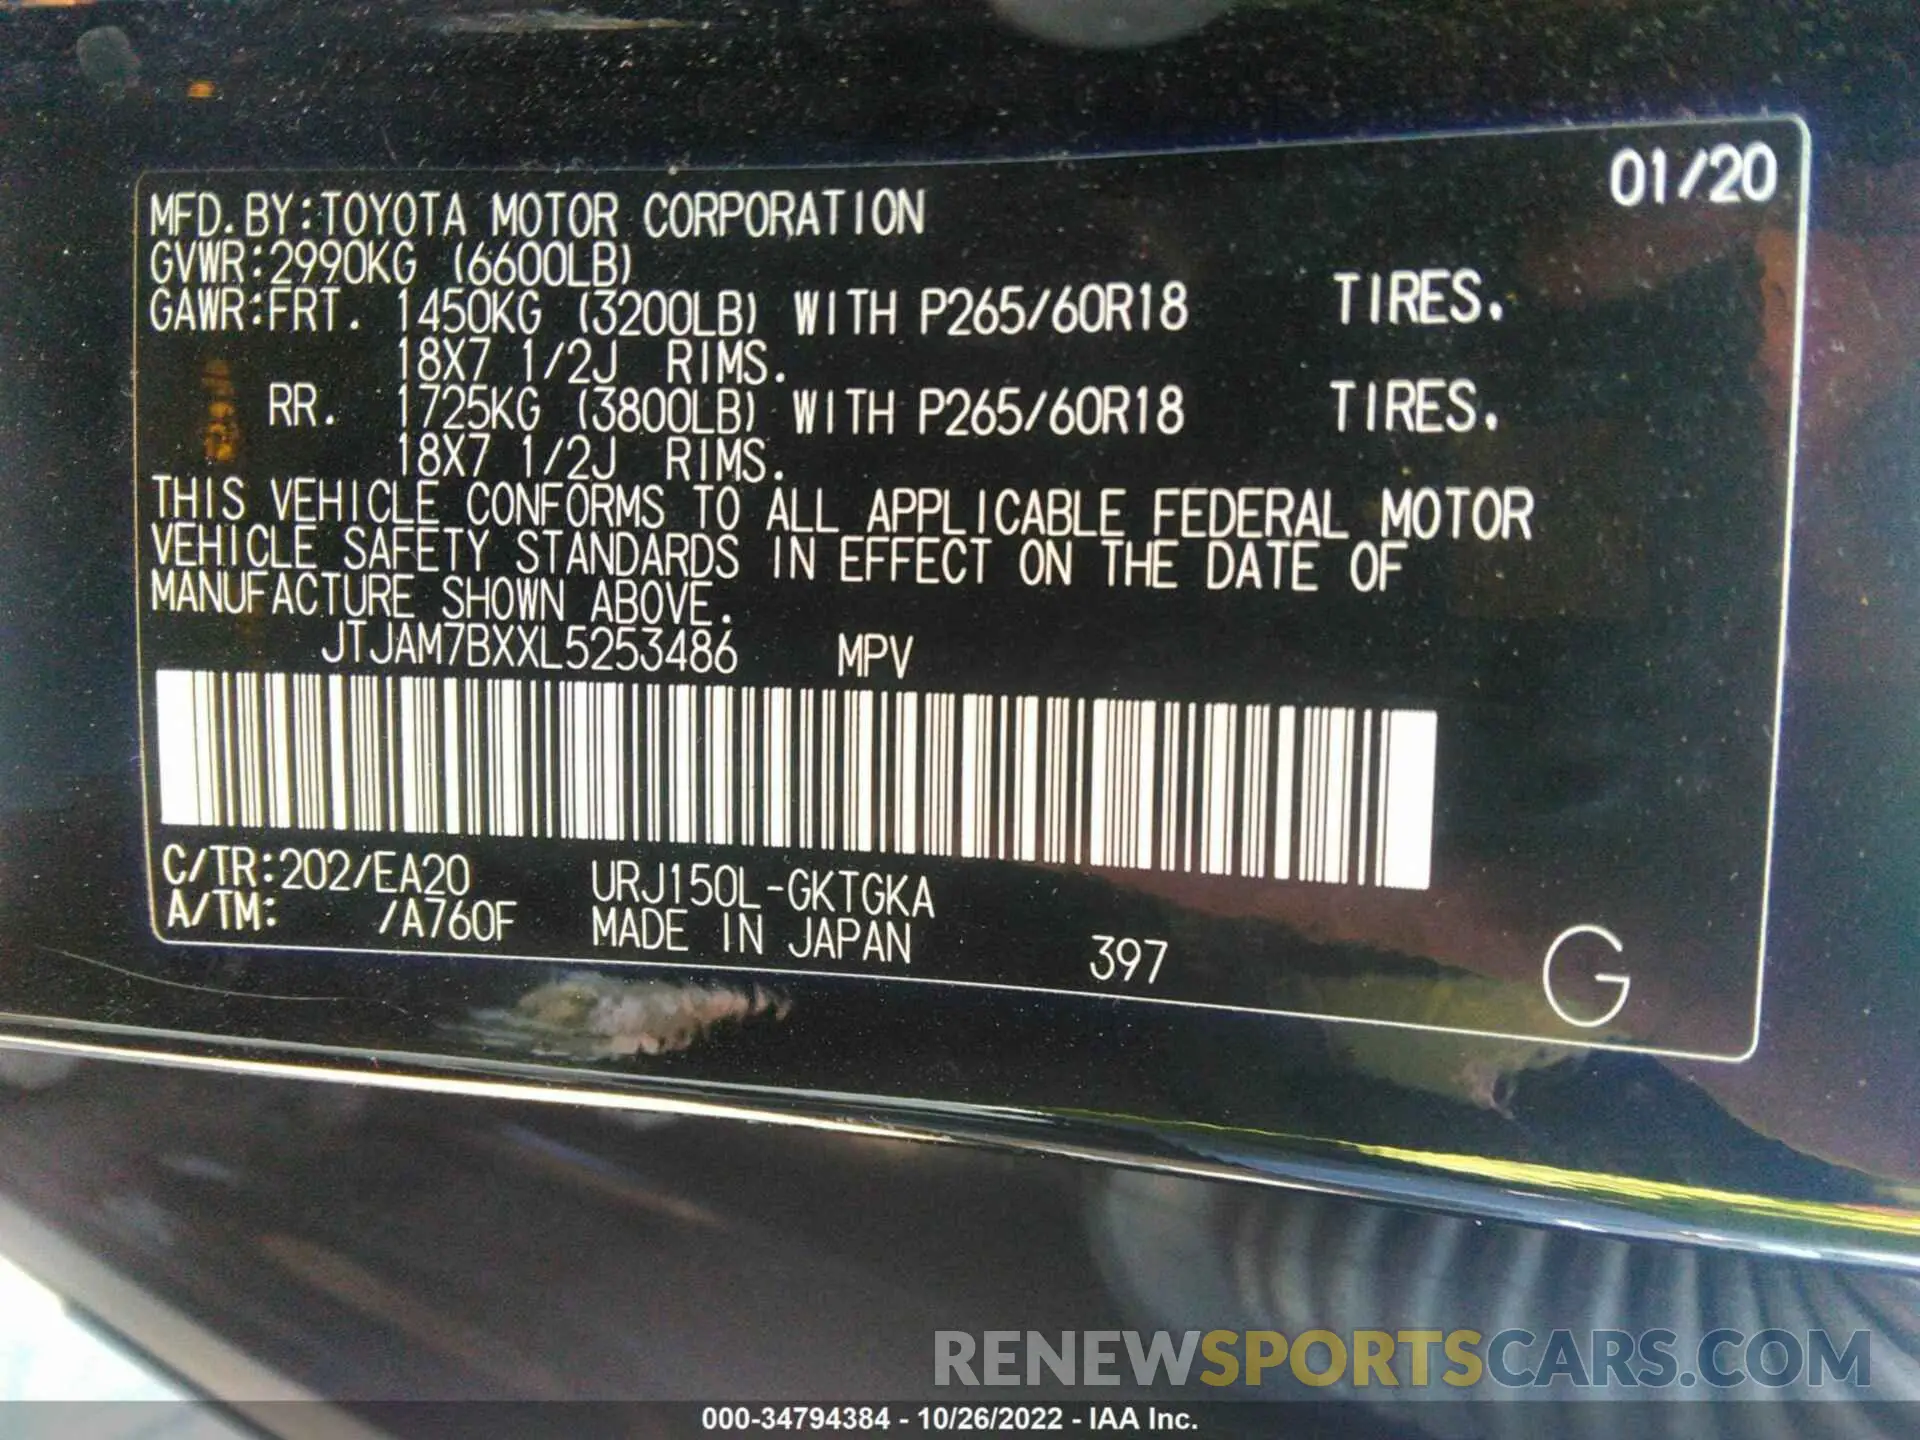 01/20
MFD.BY:TOYOTA MOTOR CORPORATION
GVWR:2990KG (6600LB)
GAWR:FRT. 1450KG (3200LB) WITH P265/60R18 TIRES.
18X7 1/2J RIMS.
RR. 1725KG (3800LB) WITH P265/60R18 TIRES.
18X7 1/2J RIMS.
THIS VEHICLE CONFORMS TO ALL APPLICABLE FEDERAL MOTOR
VEHICLE SAFETY STANDARDS IN EFFECT ON THE DATE OF
MANUFACTURE SHOWN ABOVE.
JTJAM7BXXL5253486 MPV
C/TR:202/EA20 URJ150L-GKTGKA
A/TM: /A760F MADE IN JAPAN 397 G
RENEWSPORTSCARS.COM
000-34794384 - 10/26/2022 - IAA Inc.